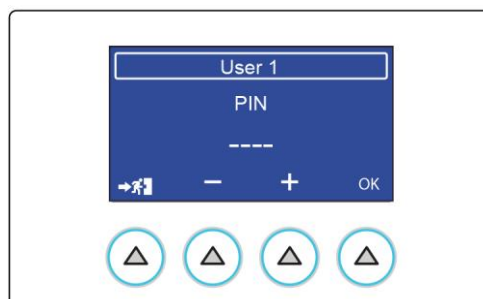 User 1
PIN
----
− + OK